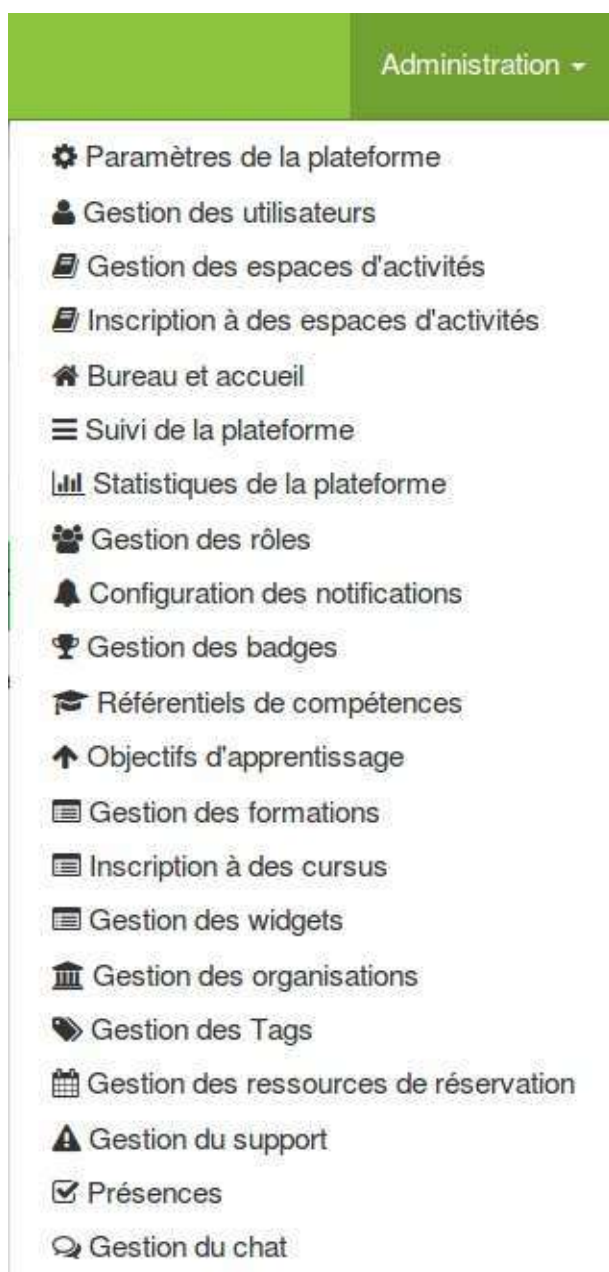 Administration
Paramètres de la plateforme
Gestion des utilisateurs
Gestion des espaces d'activités
Inscription à des espaces d'activités
Bureau et accueil
Suivi de la plateforme
Statistiques de la plateforme
Gestion des rôles
Configuration des notifications
Gestion des badges
Référentiels de compétences
Objectifs d'apprentissage
Gestion des formations
Inscription à des cursus
Gestion des widgets
Gestion des organisations
Gestion des Tags
Gestion des ressources de réservation
Gestion du support
Présences
Gestion du chat